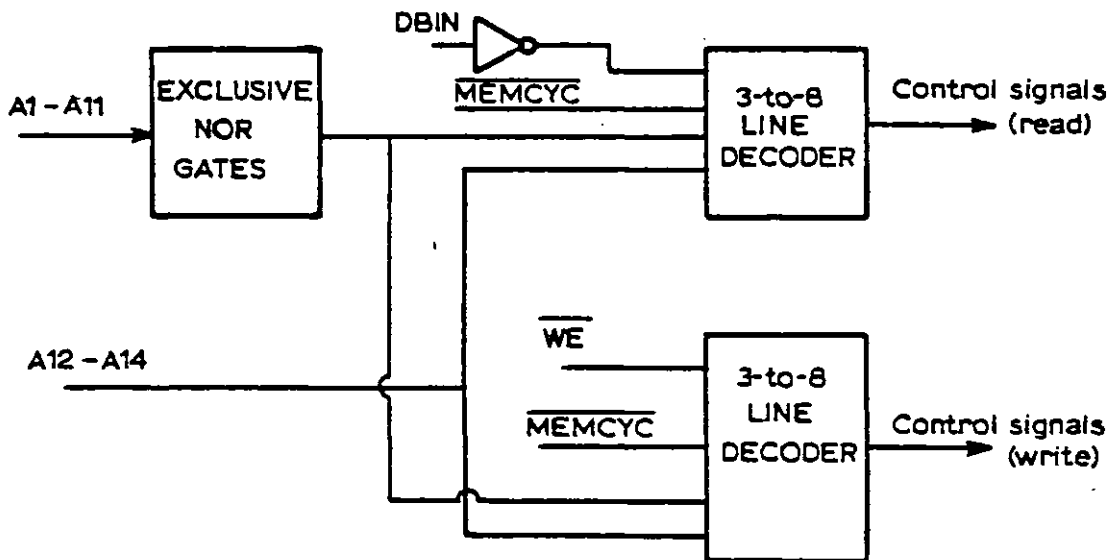 DBIN
A1-A11
EXCLUSIVE
NOR
GATES
MEMCYC
3-to-8
LINE
DECODER
Control signals
(read)
A12-A14
WE
MEMCYC
3-to-8
LINE
DECODER
Control signals
(write)